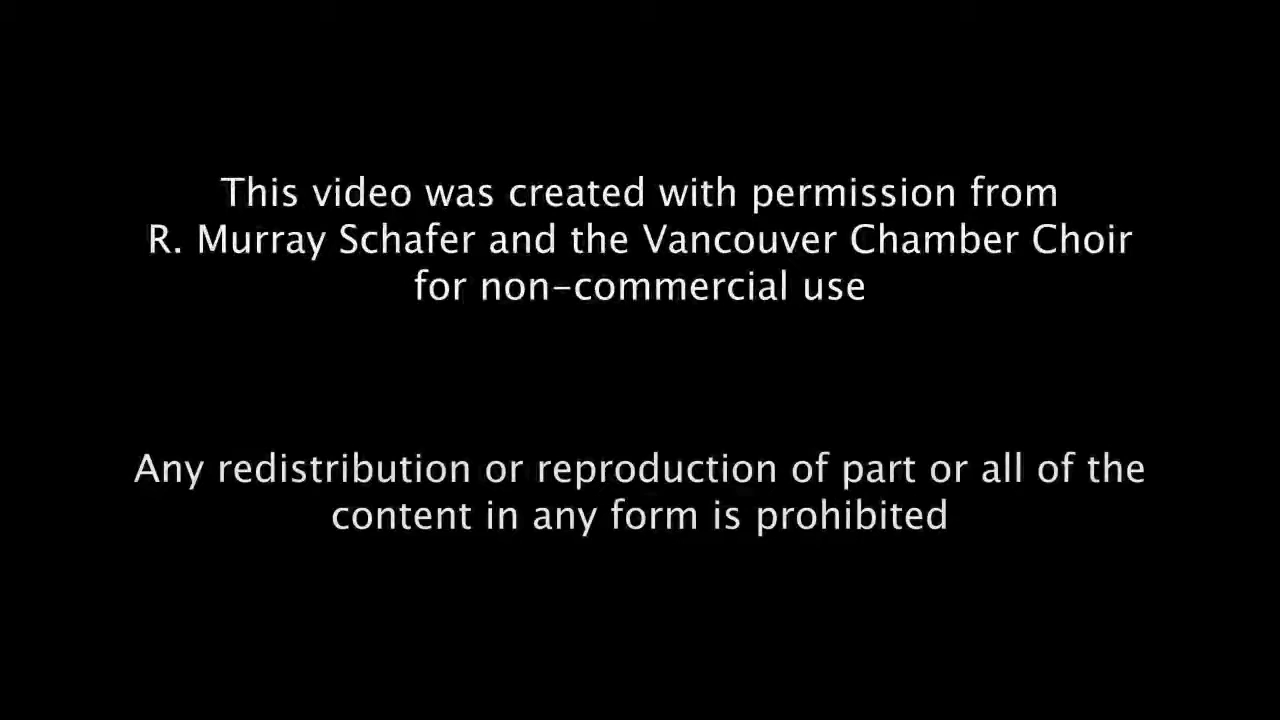 This video was created with permission from
R. Murray Schafer and the Vancouver Chamber Choir
for non-commercial use
Any redistribution or reproduction of part or all of the
content in any form is prohibited